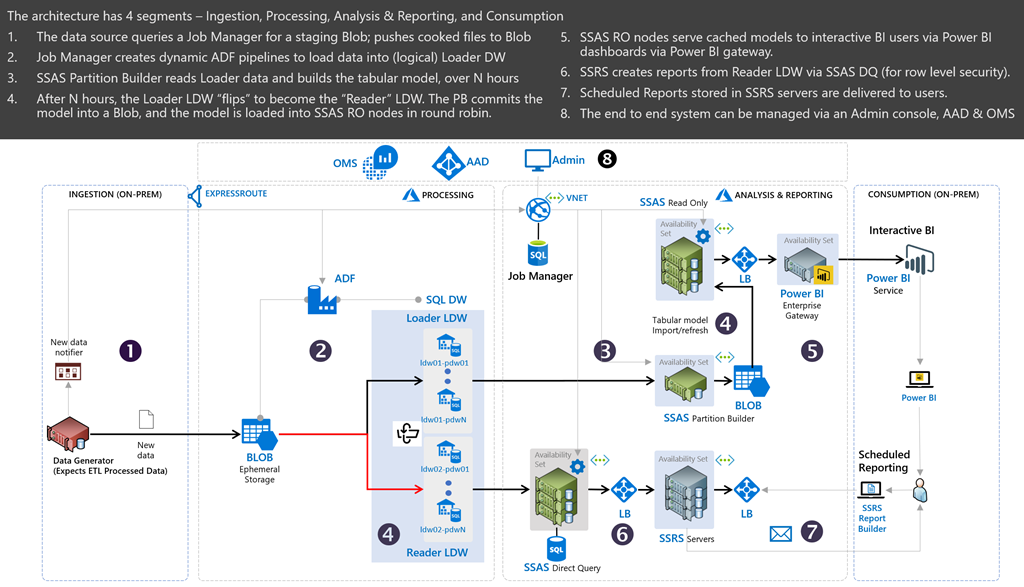 The architecture has 4 segments – Ingestion, Processing, Analysis & Reporting, and Consumption
1. The data source queries a Job Manager for a staging Blob; pushes cooked files to Blob
2. Job Manager creates dynamic ADF pipelines to load data into (logical) Loader DW
3. SSAS Partition Builder reads Loader data and builds the tabular model, over N hours
4. After N hours, the Loader LDW “flips” to become the “Reader” LDW. The PB commits the
model into a Blob, and the model is loaded into SSAS RO nodes in round robin.
5. SSAS RO nodes serve cached models to interactive BI users via Power BI
dashboards via Power BI gateway.
6. SSRS creates reports from Reader LDW via SSAS DQ (for row level security).
7. Scheduled Reports stored in SSRS servers are delivered to users.
8. The end to end system can be managed via an Admin console, AAD & OMS
OMS
AAD
Admin
8
INGESTION (ON-PREM)
EXPRESSROUTE
PROCESSING
VNET
SSAS Read Only
ANALYSIS & REPORTING
CONSUMPTION (ON-PREM)
SQL
Job Manager
Availability
Set
LB
Availability Set
Power BI
Enterprise
Gateway
Interactive BI
Power BI
Service
ADF
SQL DW
Loader LDW
SQL
ldw01-pdw01
SQL
ldw01-pdwN
New data
notifier
1
2
3
Tabular model
Import/refresh
4
5
Availability Set
SSAS Partition Builder
BLOB
Power BI
New
data
Data Generator
(Expects ETL Processed Data)
BLOB
Ephemeral
Storage
SQL
ldw02-pdw01
SQL
ldw02-pdwN
Reader LDW
4
Availability
Set
SQL
SSAS Direct Query
LB
6
Availability Set
SSRS Servers
LB
7
Scheduled
Reporting
SSRS
Report
Builder